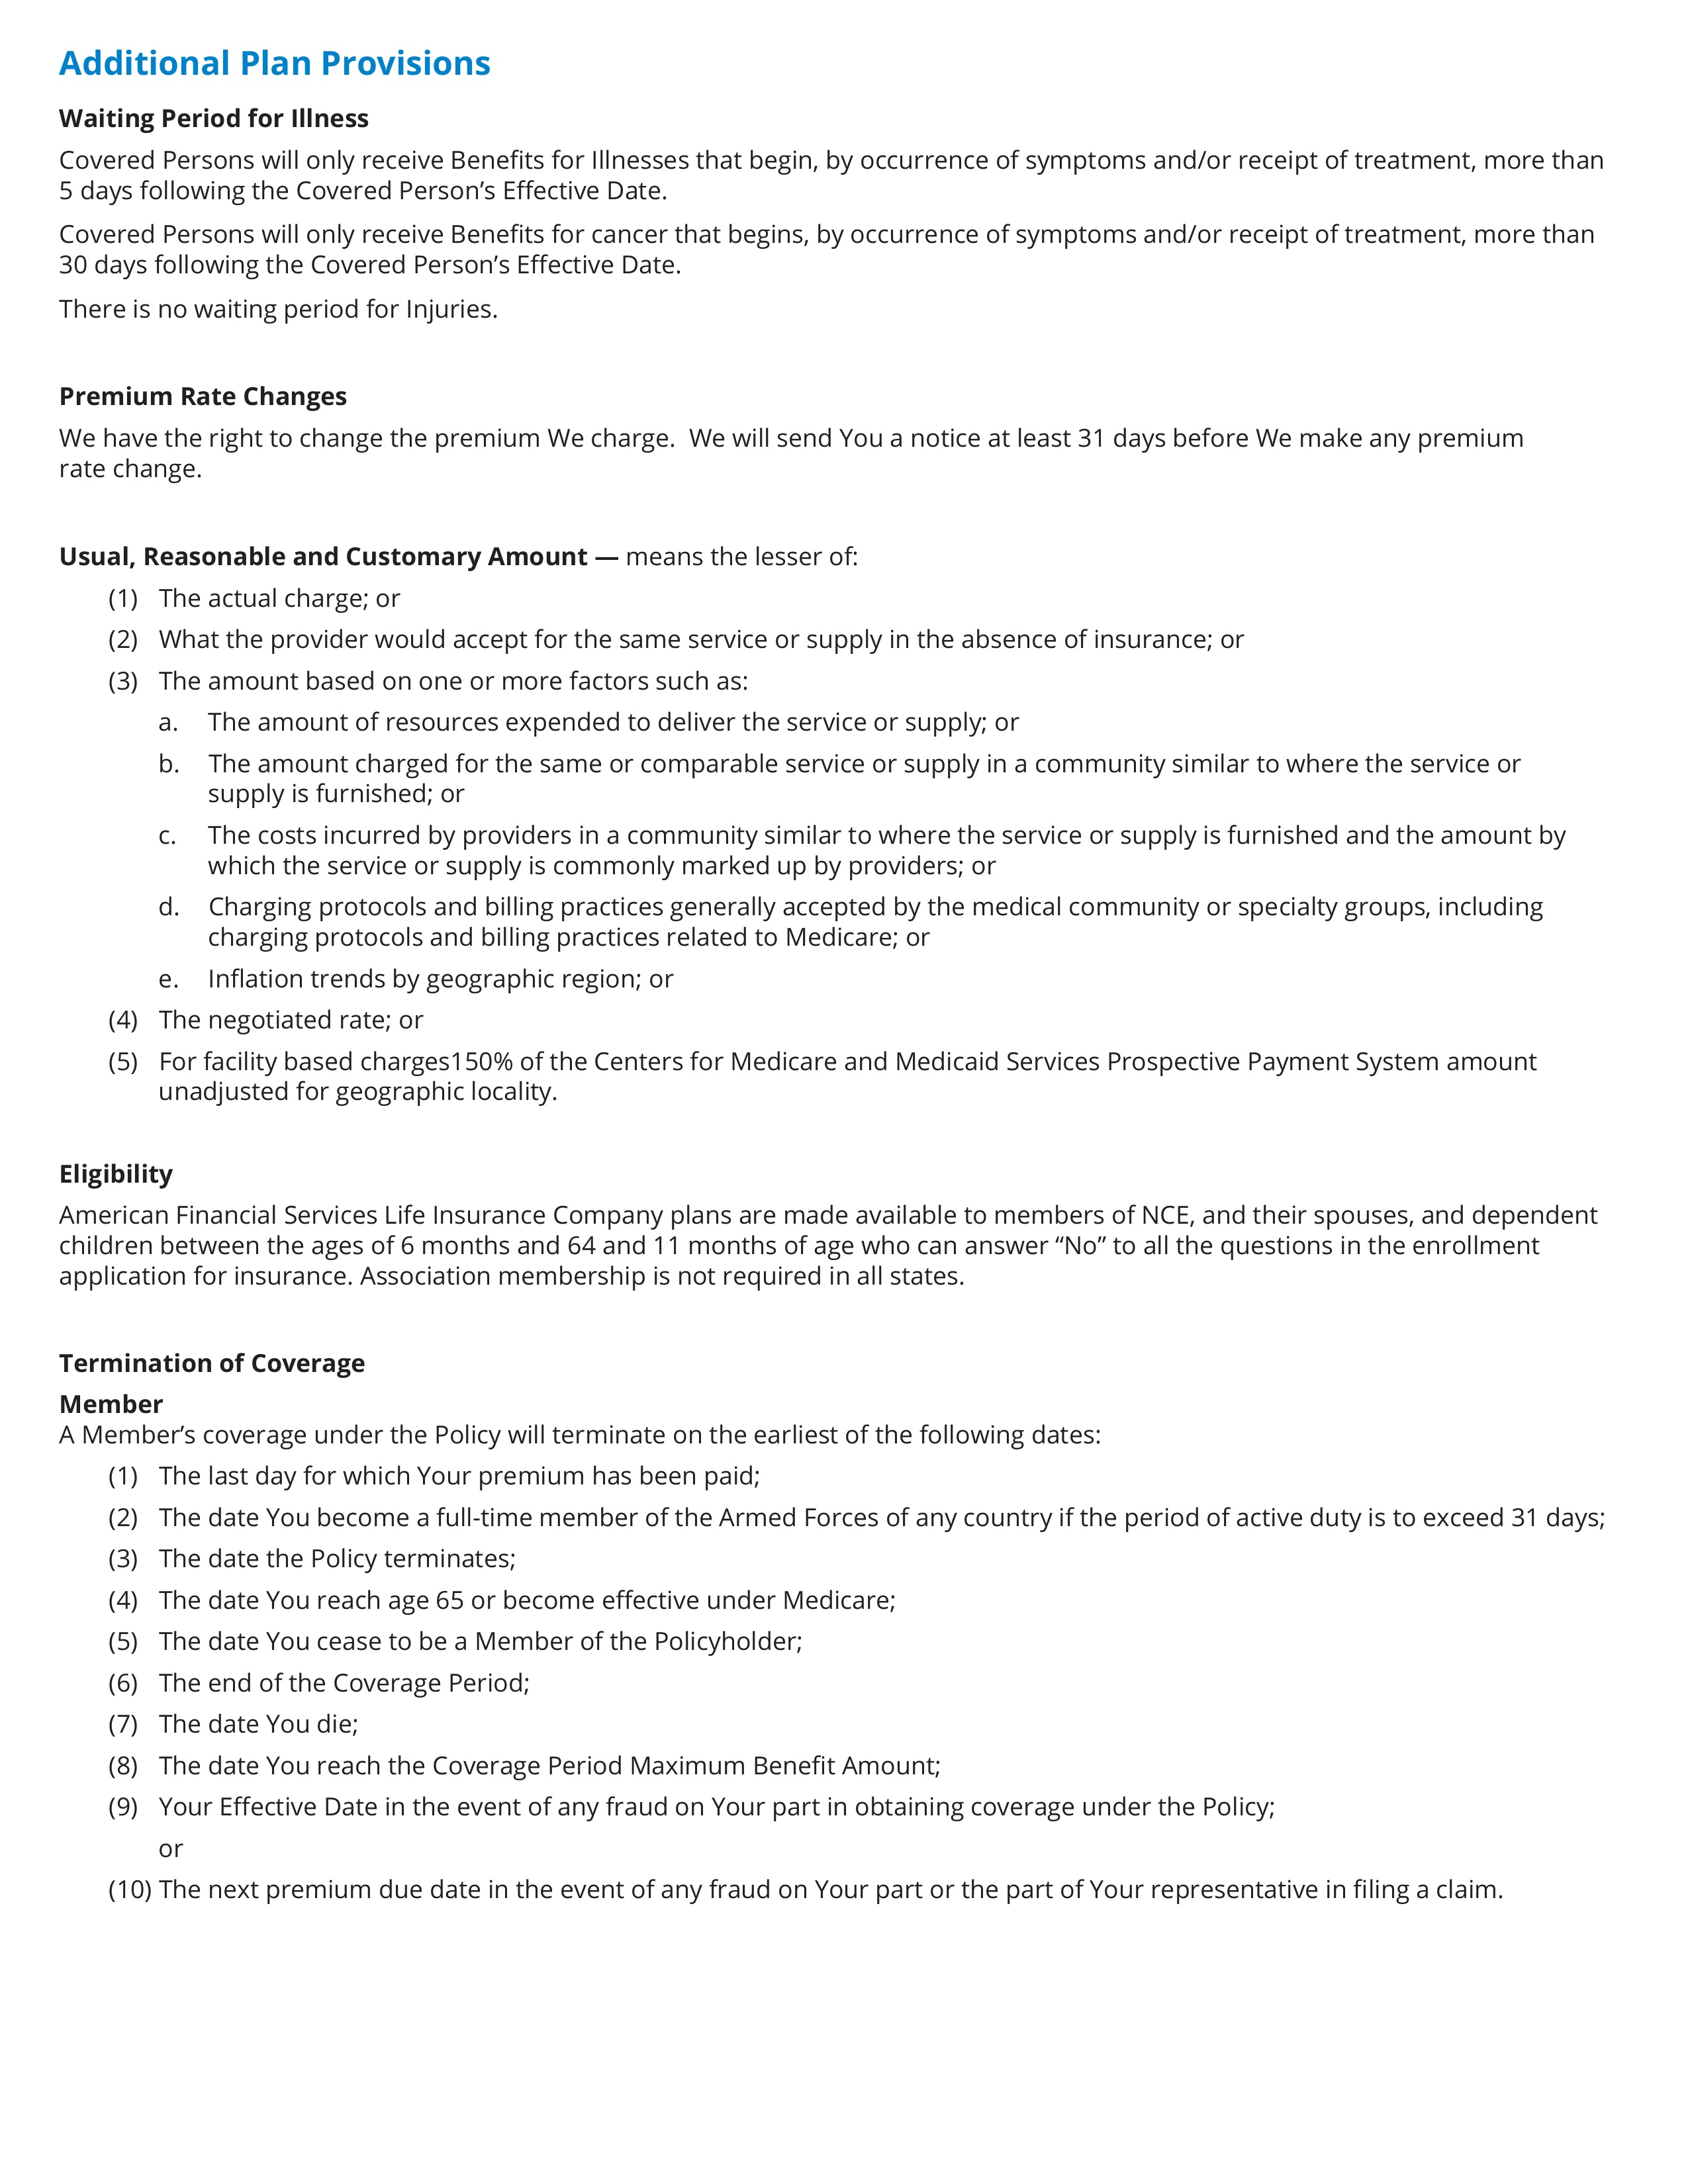 Additional Plan Provisions
Waiting Period for Illness
Covered Persons will only receive Benefits for Illnesses that begin, by occurrence of symptoms and/or receipt of treatment, more than
5 days following the Covered Person’s Effective Date.
Covered Persons will only receive Benefits for cancer that begins, by occurrence of symptoms and/or receipt of treatment, more than
30 days following the Covered Person’s Effective Date.
There is no waiting period for Injuries.
Premium Rate Changes
We have the right to change the premium We charge.  We will send You a notice at least 31 days before We make any premium
rate change.
Usual, Reasonable and Customary Amount — means the lesser of:
(1) The actual charge; or
(2) What the provider would accept for the same service or supply in the absence of insurance; or
(3) The amount based on one or more factors such as:
a. The amount of resources expended to deliver the service or supply; or
b. The amount charged for the same or comparable service or supply in a community similar to where the service or
supply is furnished; or
c. The costs incurred by providers in a community similar to where the service or supply is furnished and the amount by
which the service or supply is commonly marked up by providers; or
d. Charging protocols and billing practices generally accepted by the medical community or specialty groups, including
charging protocols and billing practices related to Medicare; or
e. Inflation trends by geographic region; or
(4) The negotiated rate; or
(5) For facility based charges150% of the Centers for Medicare and Medicaid Services Prospective Payment System amount
unadjusted for geographic locality.
Eligibility
American Financial Services Life Insurance Company plans are made available to members of NCE, and their spouses, and dependent
children between the ages of 6 months and 64 and 11 months of age who can answer “No” to all the questions in the enrollment
application for insurance. Association membership is not required in all states.
Termination of Coverage
Member
A Member’s coverage under the Policy will terminate on the earliest of the following dates:
(1) The last day for which Your premium has been paid;
(2) The date You become a full-time member of the Armed Forces of any country if the period of active duty is to exceed 31 days;
(3) The date the Policy terminates;
(4) The date You reach age 65 or become effective under Medicare;
(5) The date You cease to be a Member of the Policyholder;
(6) The end of the Coverage Period;
(7) The date You die;
(8) The date You reach the Coverage Period Maximum Benefit Amount;
(9) Your Effective Date in the event of any fraud on Your part in obtaining coverage under the Policy;
or
(10) The next premium due date in the event of any fraud on Your part or the part of Your representative in filing a claim.